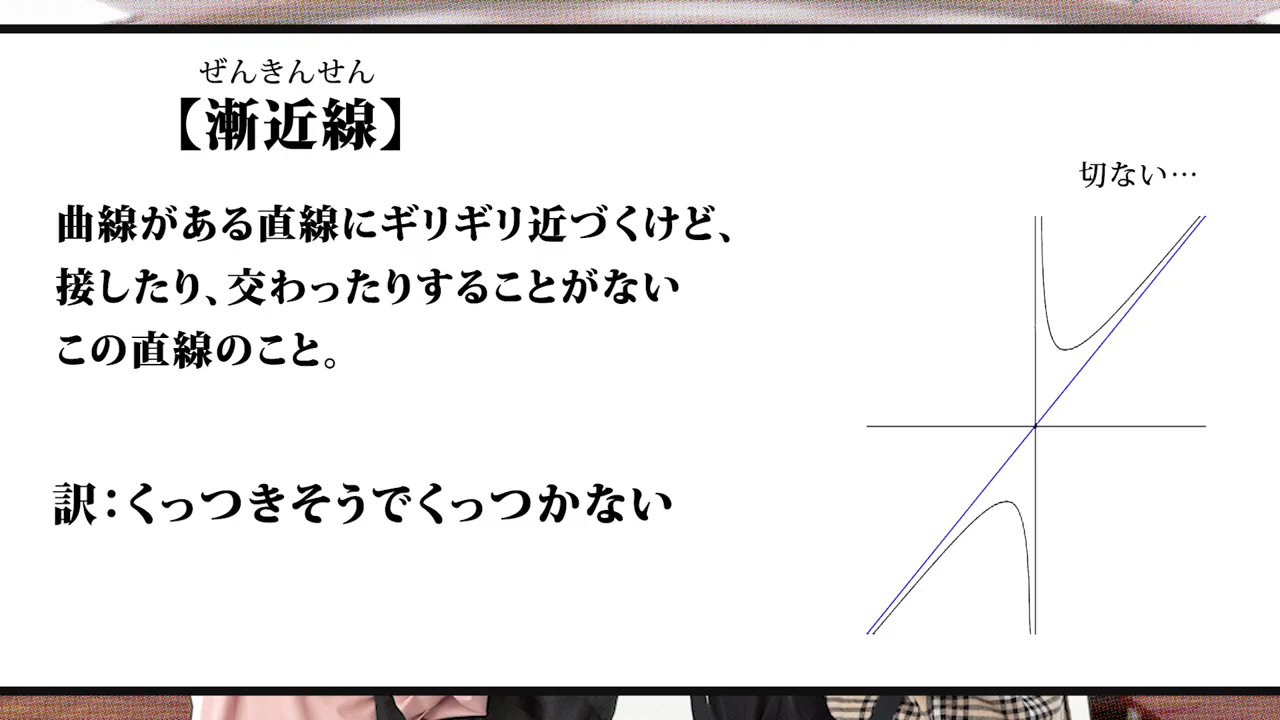 ぜんきんせん
【漸近線】
切ない…
曲線がある直線にギリギリ近づくけど、
接したり、交わったりすることがない
この直線のこと。
訳：くっつきそうでくっつかない